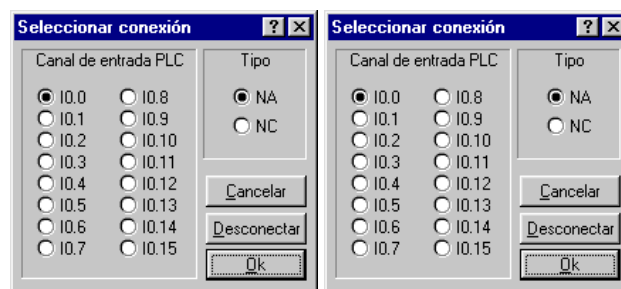 Seleccionar conexión
Canal de entrada PLC
Tipo
I0.0 I0.8
I0.1 I0.9
I0.2 I0.10
I0.3 I0.11
I0.4 I0.12
I0.5 I0.13
I0.6 I0.14
I0.7 I0.15
NA
NC
Cancelar
Desconectar
Ok
Seleccionar conexión
Canal de entrada PLC
Tipo
I0.0 I0.8
I0.1 I0.9
I0.2 I0.10
I0.3 I0.11
I0.4 I0.12
I0.5 I0.13
I0.6 I0.14
I0.7 I0.15
NA
NC
Cancelar
Desconectar
Ok